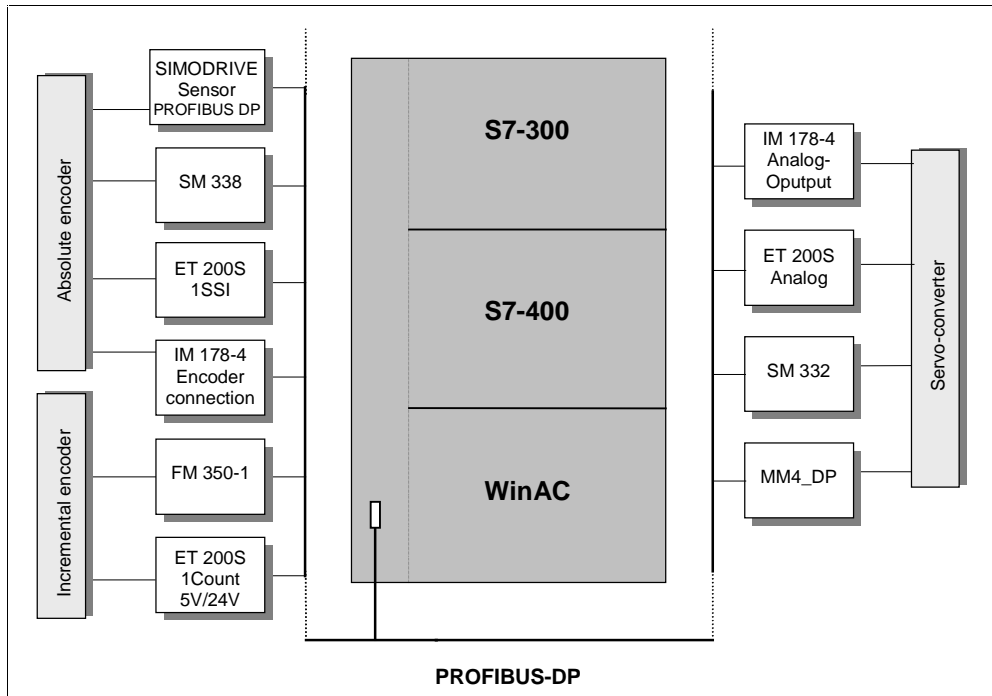 Absolute encoder
Incremental encoder
SIMODRIVE
Sensor
PROFIBUS DP
SM 338
ET 200S
1SSI
IM 178-4
Encoder
connection
FM 350-1
ET 200S
1Count
5V/24V
S7-300
S7-400
WinAC
IM 178-4
Analog-
Oputput
ET 200S
Analog
SM 332
MM4_DP
Servo-converter
PROFIBUS-DP